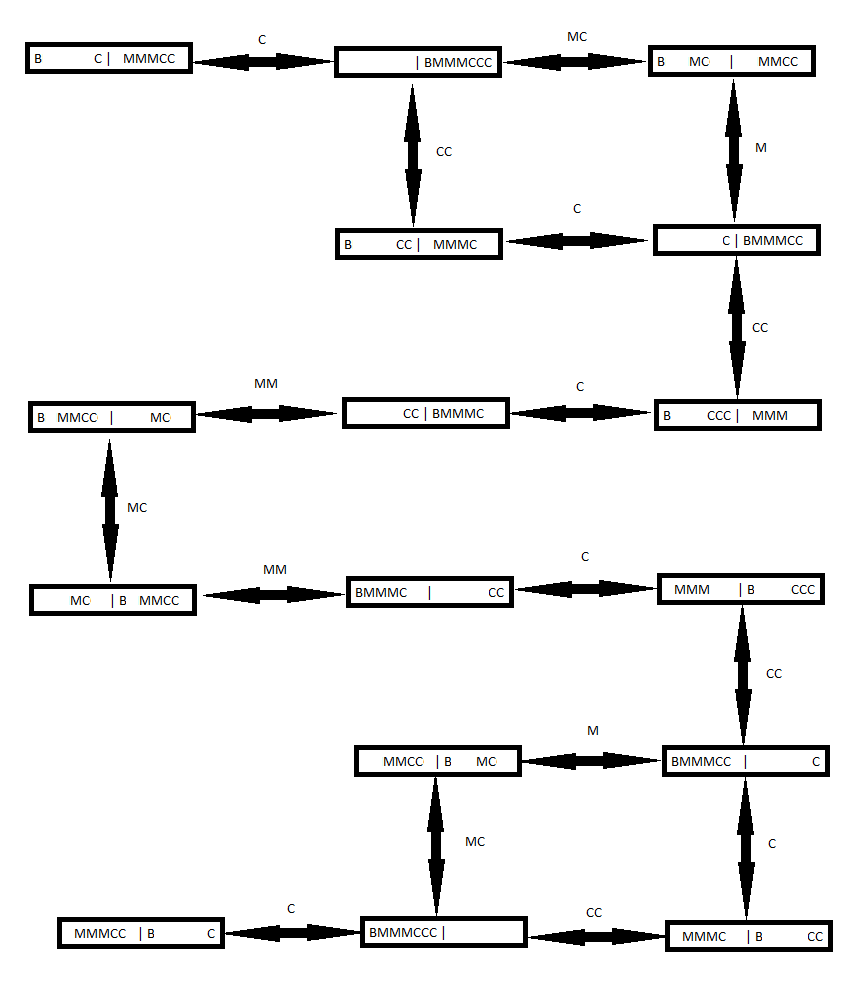 C
MC
B C | MMMCC
| BMMMCCC
B MC | MMCC
CC
M
C
B CC | MMMC
C | BMMMCC
CC
MM
C
B MMCC | MC
CC | BMMMC
B CCC | MMM
MC
MM
C
MC | B MMCC
BMMMC | CC
MMM | B CCC
CC
M
MMCC | B MC
BMMMCC | C
MC
C
C
CC
MMMCC | B C
BMMMCCC |
MMMC | B CC